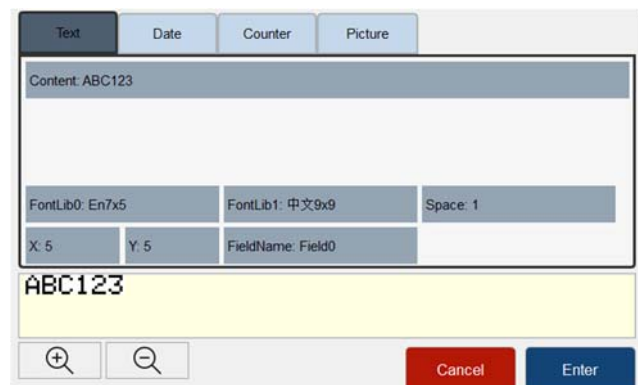 Text Date Counter Picture
Content: ABC123
FontLib0: En7x5 FontLib1: 中文9x9 Space: 1
X: 5 Y: 5 FieldName: Field0
ABC123
Cancel Enter